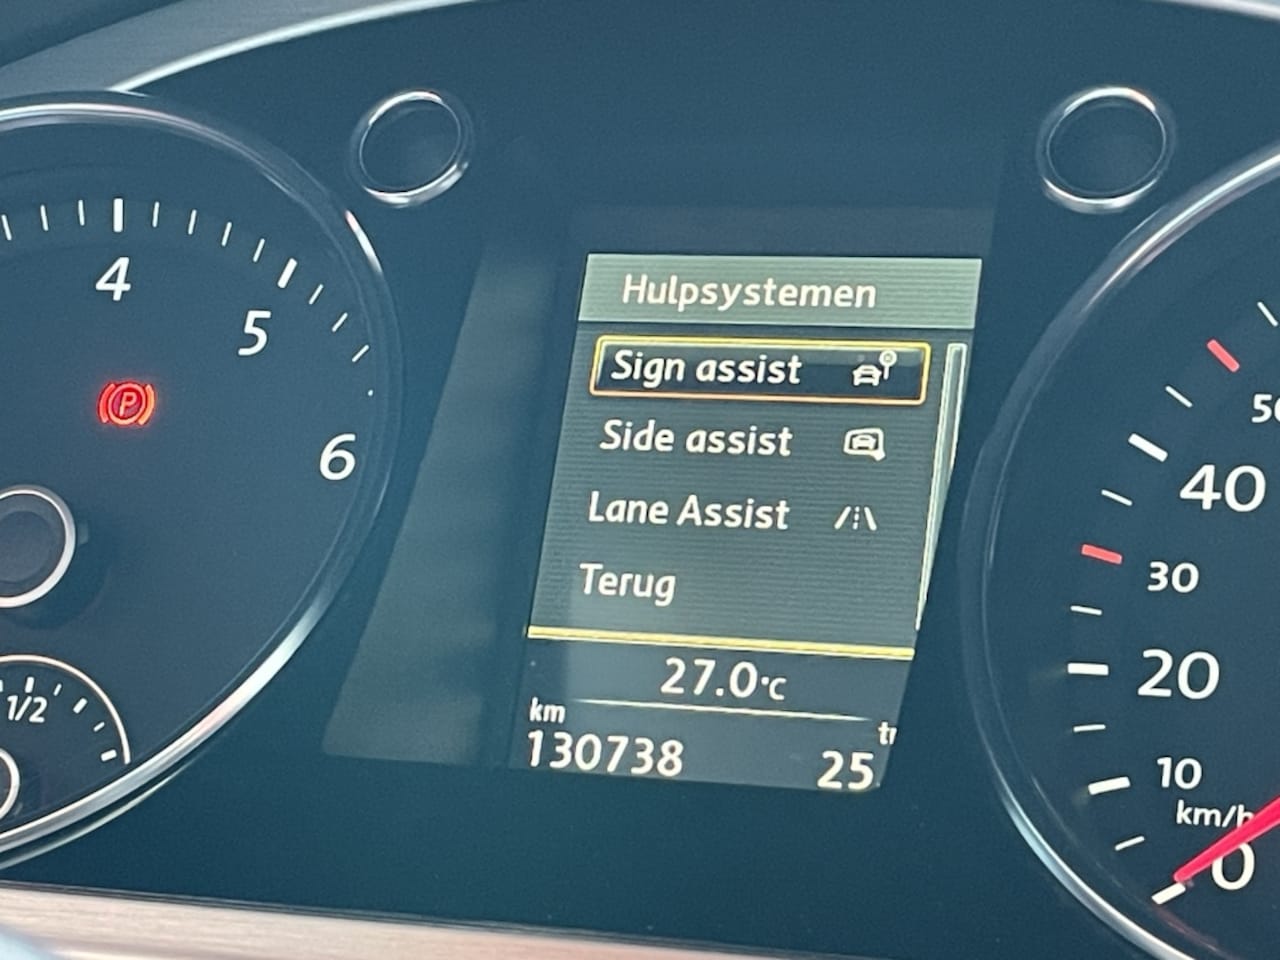 Hulpsystemen
Sign assist
Side assist
Lane Assist
Terug
27.0°C
km
130738
25
4
5
6
P
1/2
40
30
20
10
km/h
0